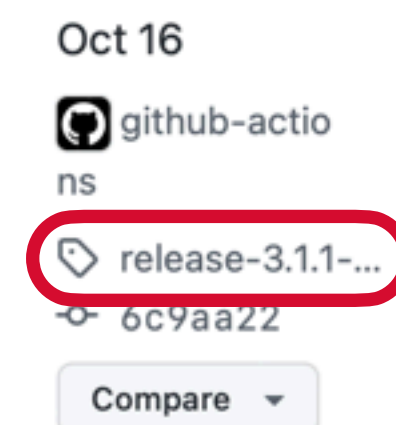 Oct 16
github-actio
ns
release-3.1.1-...
6c9aa22
Compare